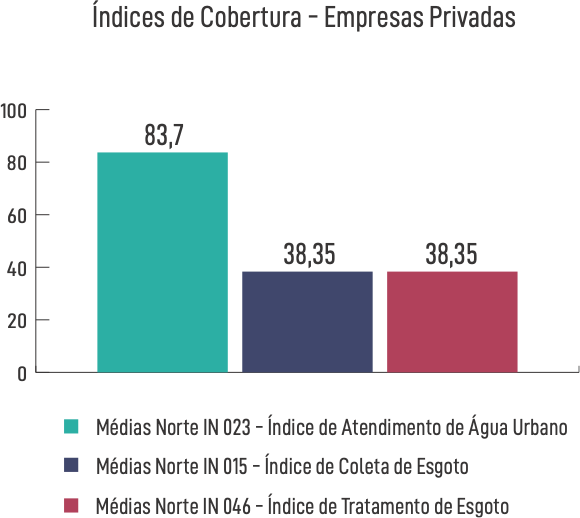 Índices de Cobertura - Empresas Privadas
100
83,7
80
60
38,35
38,35
40
20
0
Médias Norte IN 023 - Índice de Atendimento de Água Urbano
Médias Norte IN 015 - Índice de Coleta de Esgoto
Médias Norte IN 046 - Índice de Tratamento de Esgoto